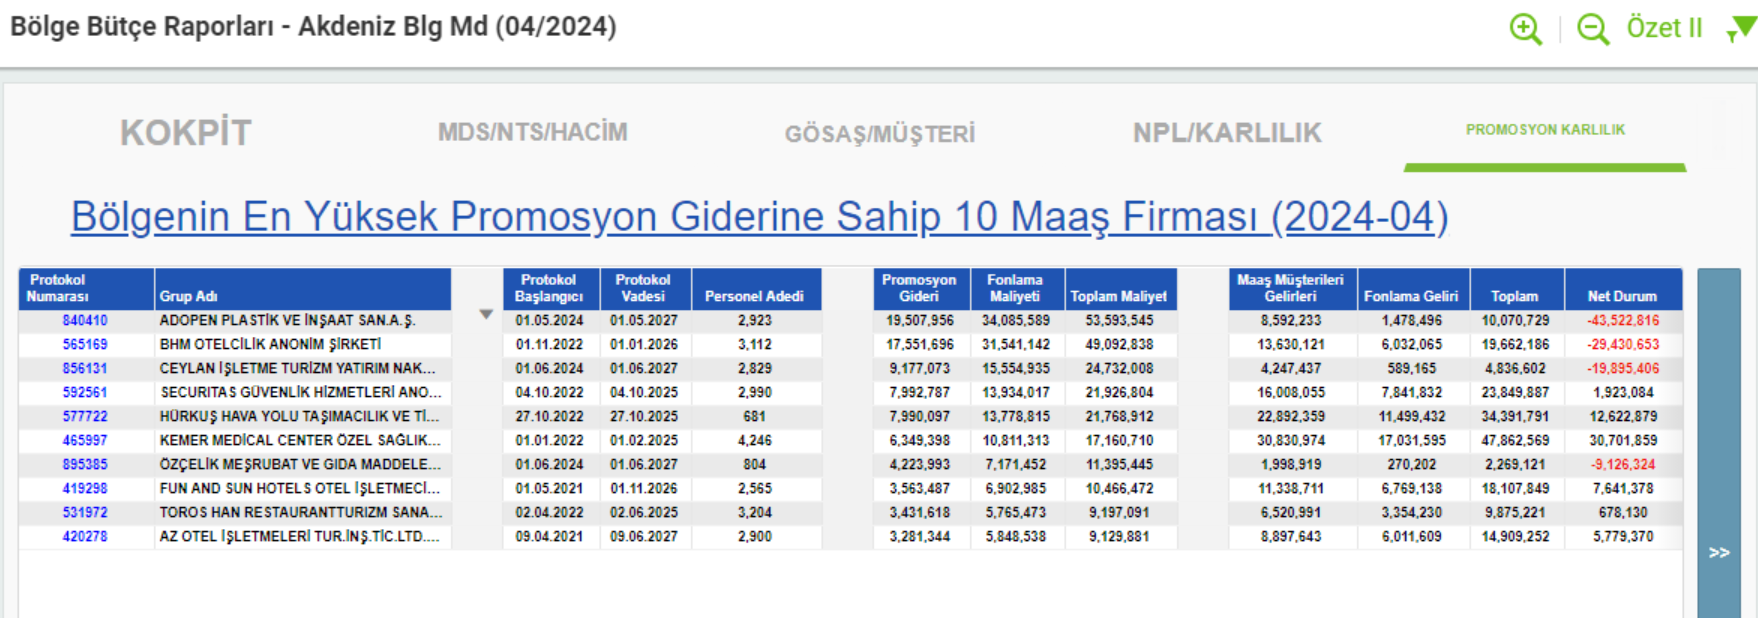 Bölge Bütçe Raporları - Akdeniz Blg Md (04/2024)
Özet II
KOKPİT MDS/NTS/HACİM GÖSAŞ/MÜŞTERİ NPL/KARLILIK PROMOSYON KARLILIK
Bölgenin En Yüksek Promosyon Giderine Sahip 10 Maaş Firması (2024-04)
Protokol Numarası Grup Adı Protokol Başlangıcı Protokol Vadesi Personel Adedi Promosyon Gideri Fonlama Maliyeti Toplam Maliyet Maaş Müşterileri Gelirleri Fonlama Geliri Toplam Net Durum
840410 ADOPEN PLASTİK VE İNŞAAT SAN.A.Ş. 01.05.2024 01.05.2027 2,923 19,507,956 34,085,589 53,593,545 8,592,233 1,478,496 10,070,729 -43,522,816
565169 BHM OTELCİLİK ANONİM ŞİRKETİ 01.11.2022 01.01.2026 3,112 17,551,696 31,541,142 49,092,838 13,630,121 6,032,065 19,662,186 -29,430,653
856131 CEYLAN İŞLETME TURİZM YATIRIM NAK... 01.06.2024 01.06.2027 2,829 9,177,073 15,554,935 24,732,008 4,247,437 589,165 4,836,602 -19,895,406
592561 SECURITAS GÜVENLİK HİZMETLERİ ANO... 04.10.2022 04.10.2025 2,990 7,992,787 13,934,017 21,926,804 16,008,055 7,841,832 23,849,887 1,923,084
577722 HÜRKUŞ HAVA YOLU TAŞIMACILIK VE Tİ... 27.10.2022 27.10.2025 681 7,990,097 13,778,815 21,768,912 22,892,359 11,499,432 34,391,791 12,622,879
465997 KEMER MEDİCAL CENTER ÖZEL SAĞLIK... 01.01.2022 01.02.2025 4,246 6,349,398 10,811,313 17,160,710 30,830,974 17,031,595 47,862,569 30,701,859
895385 ÖZÇELİK MEŞRUBAT VE GIDA MADDELE... 01.06.2024 01.06.2027 804 4,223,993 7,171,452 11,395,445 1,998,919 270,202 2,269,121 -9,126,324
419298 FUN AND SUN HOTELS OTEL İŞLETMECİ... 01.05.2021 01.11.2026 2,565 3,563,487 6,902,985 10,466,472 11,338,711 6,769,138 18,107,849 7,641,378
531972 TOROS HAN RESTAURANTTURIZM SANA... 02.04.2022 02.06.2025 3,204 3,431,618 5,765,473 9,197,091 6,520,991 3,354,230 9,875,221 678,130
420278 AZ OTEL İŞLETMELERİ TUR.İNŞ.TİC.LTD.... 09.04.2021 09.06.2027 2,900 3,281,344 5,848,538 9,129,881 8,897,643 6,011,609 14,909,252 5,779,370
>>